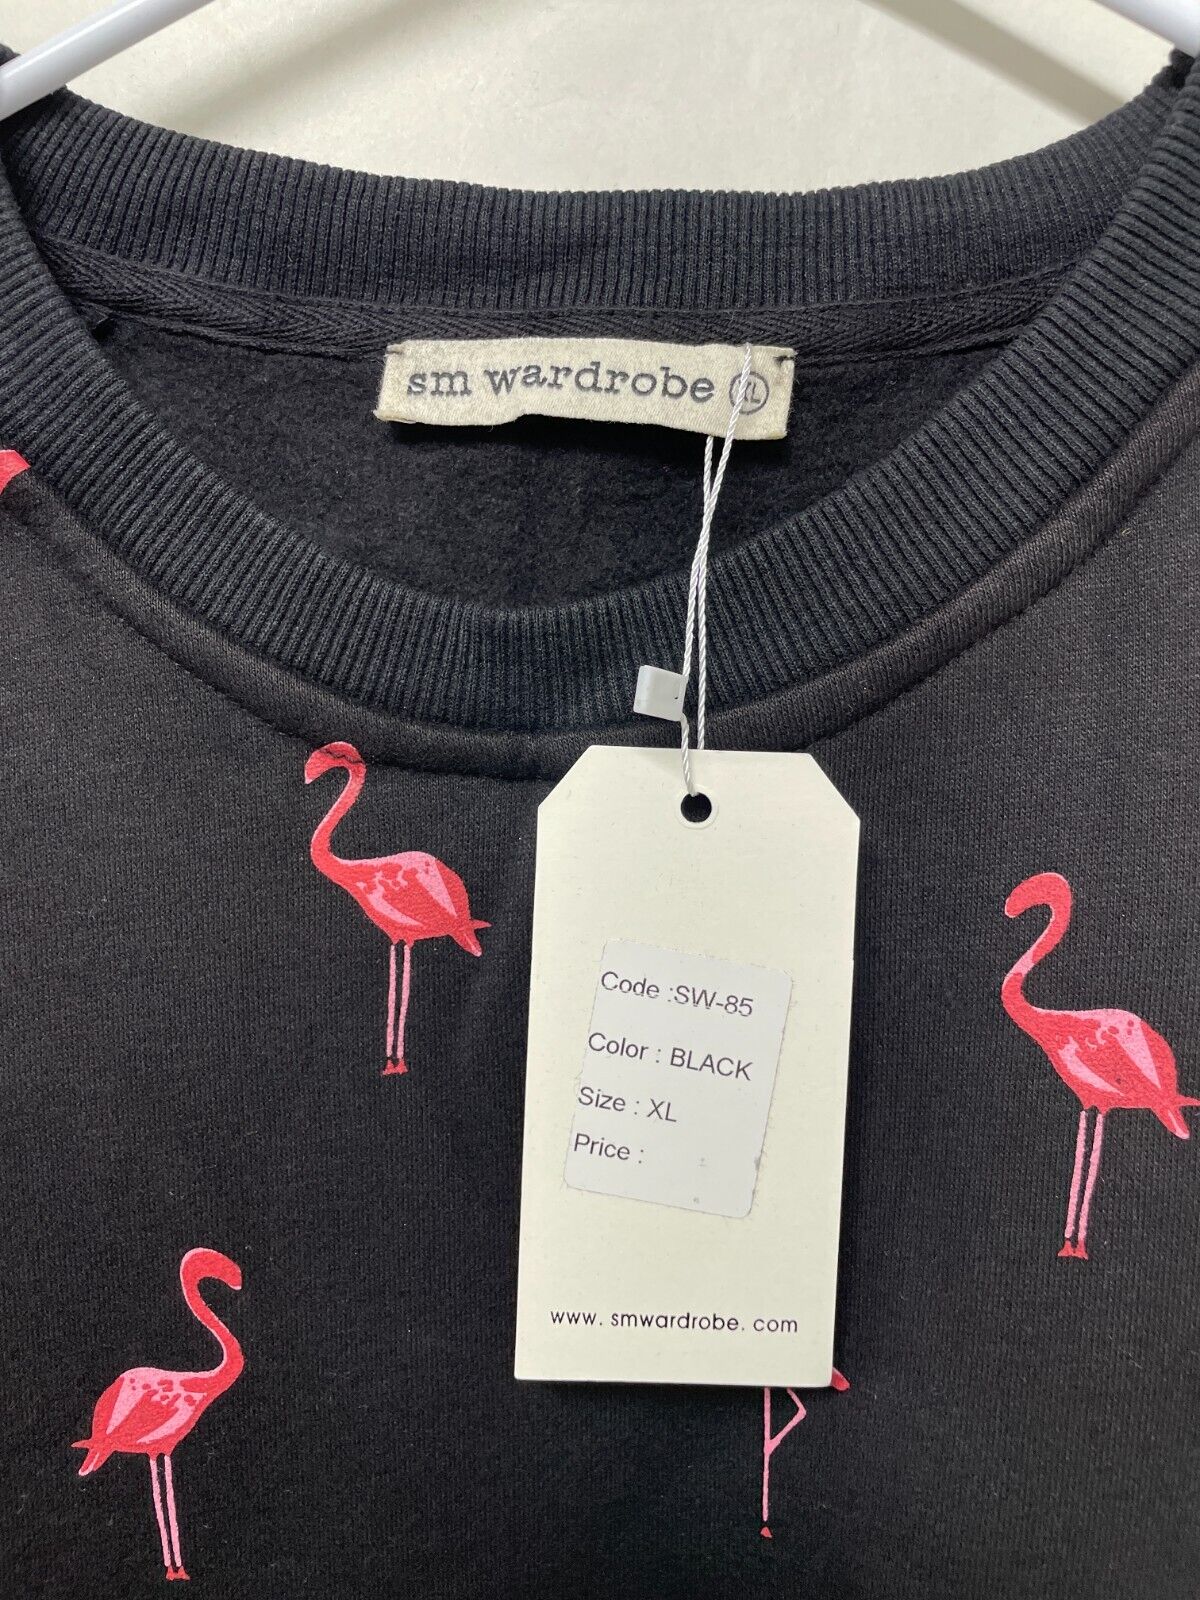 sm wardrobe XL
Code :SW-85
Color : BLACK
Size : XL
Price :
www. smwardrobe. com